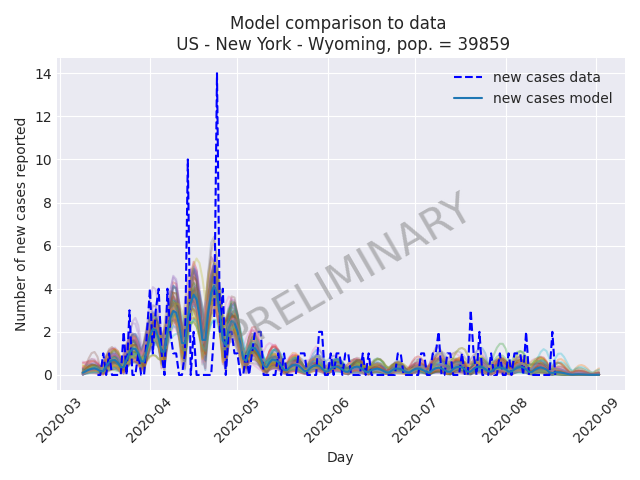 Model comparison to data
US - New York - Wyoming, pop. = 39859
new cases data
new cases model
Number of new cases reported
14
12
10
8
6
4
2
0
PRELIMINARY
2020-03
2020-04
2020-05
2020-06
2020-07
2020-08
2020-09
Day